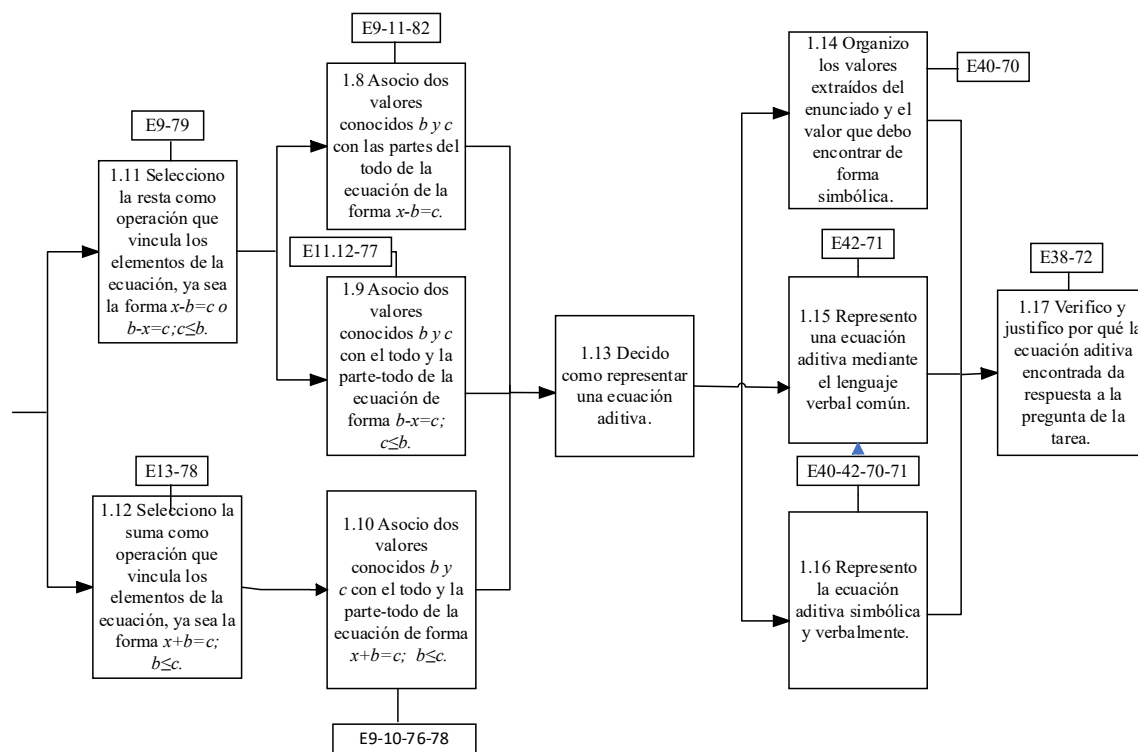 E9-79
1.11 Selecciono
la resta como
operación que
vincula los
elementos de la
ecuación, ya sea
la forma x-b=c o
b-x=c;c≤b.
E13-78
1.12 Selecciono la
suma como
operación que
vincula los
elementos de la
ecuación, ya sea la
forma x+b=c;
b≤c.
E9-11-82
1.8 Asocio dos
valores
conocidos b y c
con las partes del
todo de la
ecuación de la
forma x-b=c.
E11.12-77
1.9 Asocio dos
valores
conocidos b y c
con el todo y la
parte-todo de la
ecuación de
forma b-x=c;
c≤b.
1.10 Asocio dos
valores
conocidos b y
c con el todo y la
parte-todo de la
ecuación de forma
x+b=c; b≤c.
E9-10-76-78
1.13 Decido
como representar
una ecuación
aditiva.
1.14 Organizo
los valores
extraídos del
enunciado y el
valor que debo
encontrar de
forma
simbólica.
E40-70
E42-71
1.15 Represento
una ecuación
aditiva mediante
el lenguaje
verbal común.
E40-42-70-71
1.16 Represento
la ecuación
aditiva simbólica
y verbalmente.
E38-72
1.17 Verifico y
justifico por qué la
ecuación aditiva
encontrada da
respuesta a la
pregunta de la
tarea.